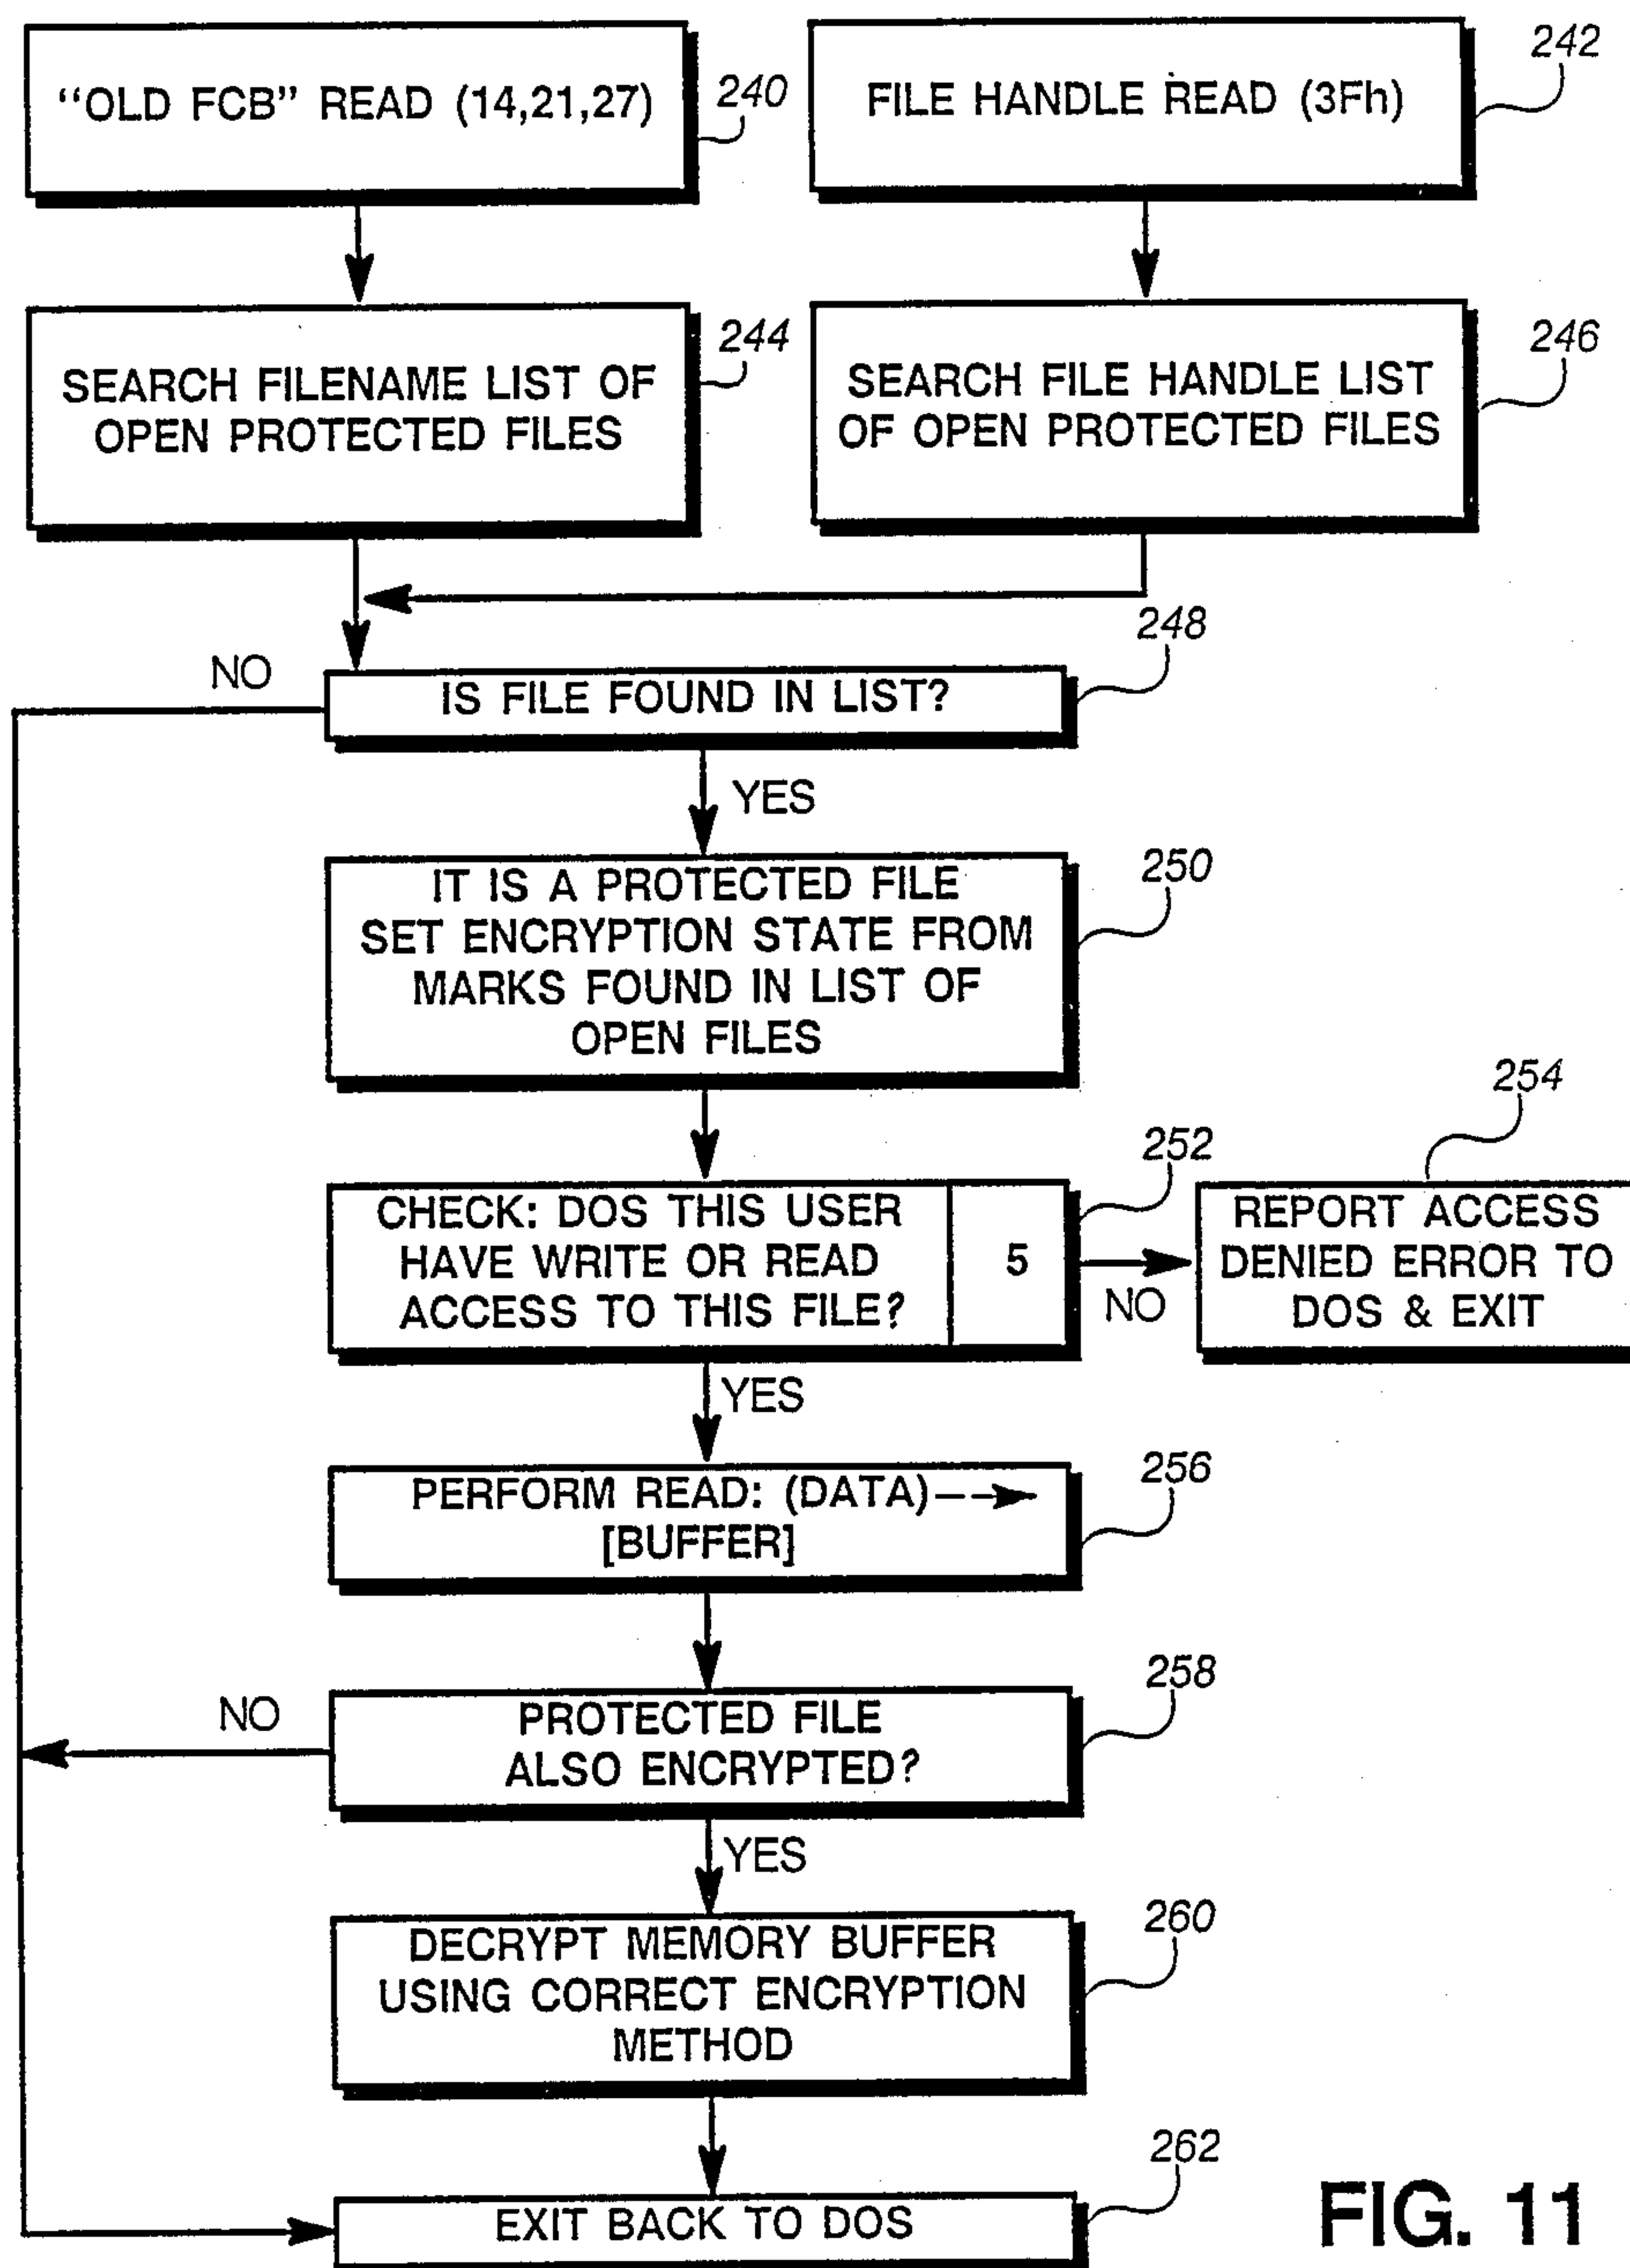 "OLD FCB" READ (14,21,27)
240
FILE HANDLE READ (3Fh)
242
SEARCH FILENAME LIST OF
OPEN PROTECTED FILES
244
SEARCH FILE HANDLE LIST
OF OPEN PROTECTED FILES
246
NO
IS FILE FOUND IN LIST?
248
YES
IT IS A PROTECTED FILE
SET ENCRYPTION STATE FROM
MARKS FOUND IN LIST OF
OPEN FILES
250
CHECK: DOS THIS USER
HAVE WRITE OR READ
ACCESS TO THIS FILE?
5
252
NO
REPORT ACCESS
DENIED ERROR TO
DOS & EXIT
254
YES
PERFORM READ: (DATA)
[BUFFER]
256
NO
PROTECTED FILE
ALSO ENCRYPTED?
258
YES
DECRYPT MEMORY BUFFER
USING CORRECT ENCRYPTION
METHOD
260
EXIT BACK TO DOS
262
FIG. 11